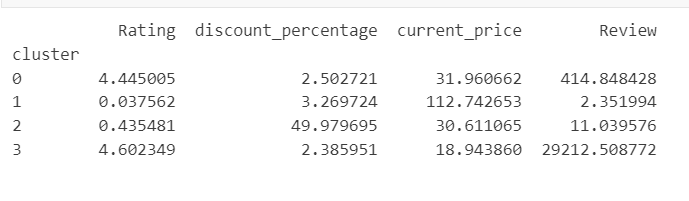 Rating discount_percentage current_price Review
cluster
0 4.445005 2.502721 31.960662 414.848428
1 0.037562 3.269724 112.742653 2.351994
2 0.435481 49.979695 30.611065 11.039576
3 4.602349 2.385951 18.943860 29212.508772